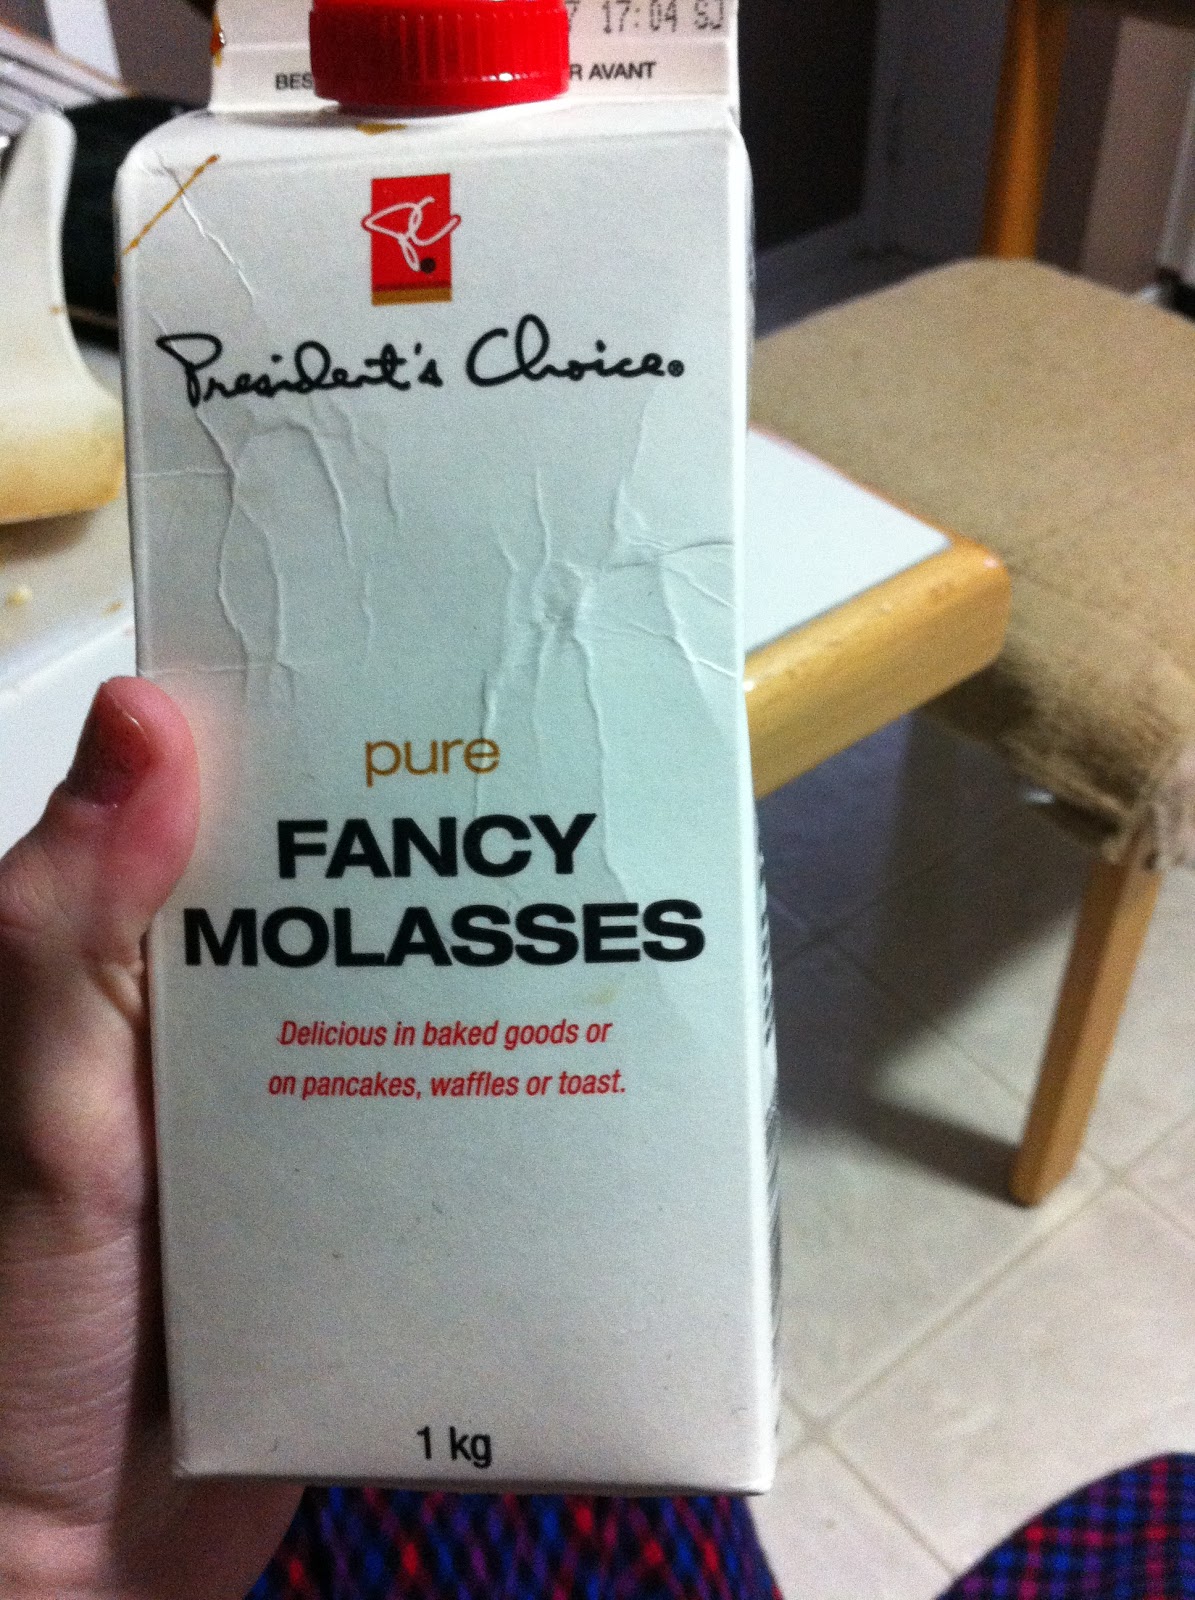 17:04 SJ
BES R AVANT
PC
President's Choice®
pure
FANCY
MOLASSES
Delicious in baked goods or
on pancakes, waffles or toast.
1 kg